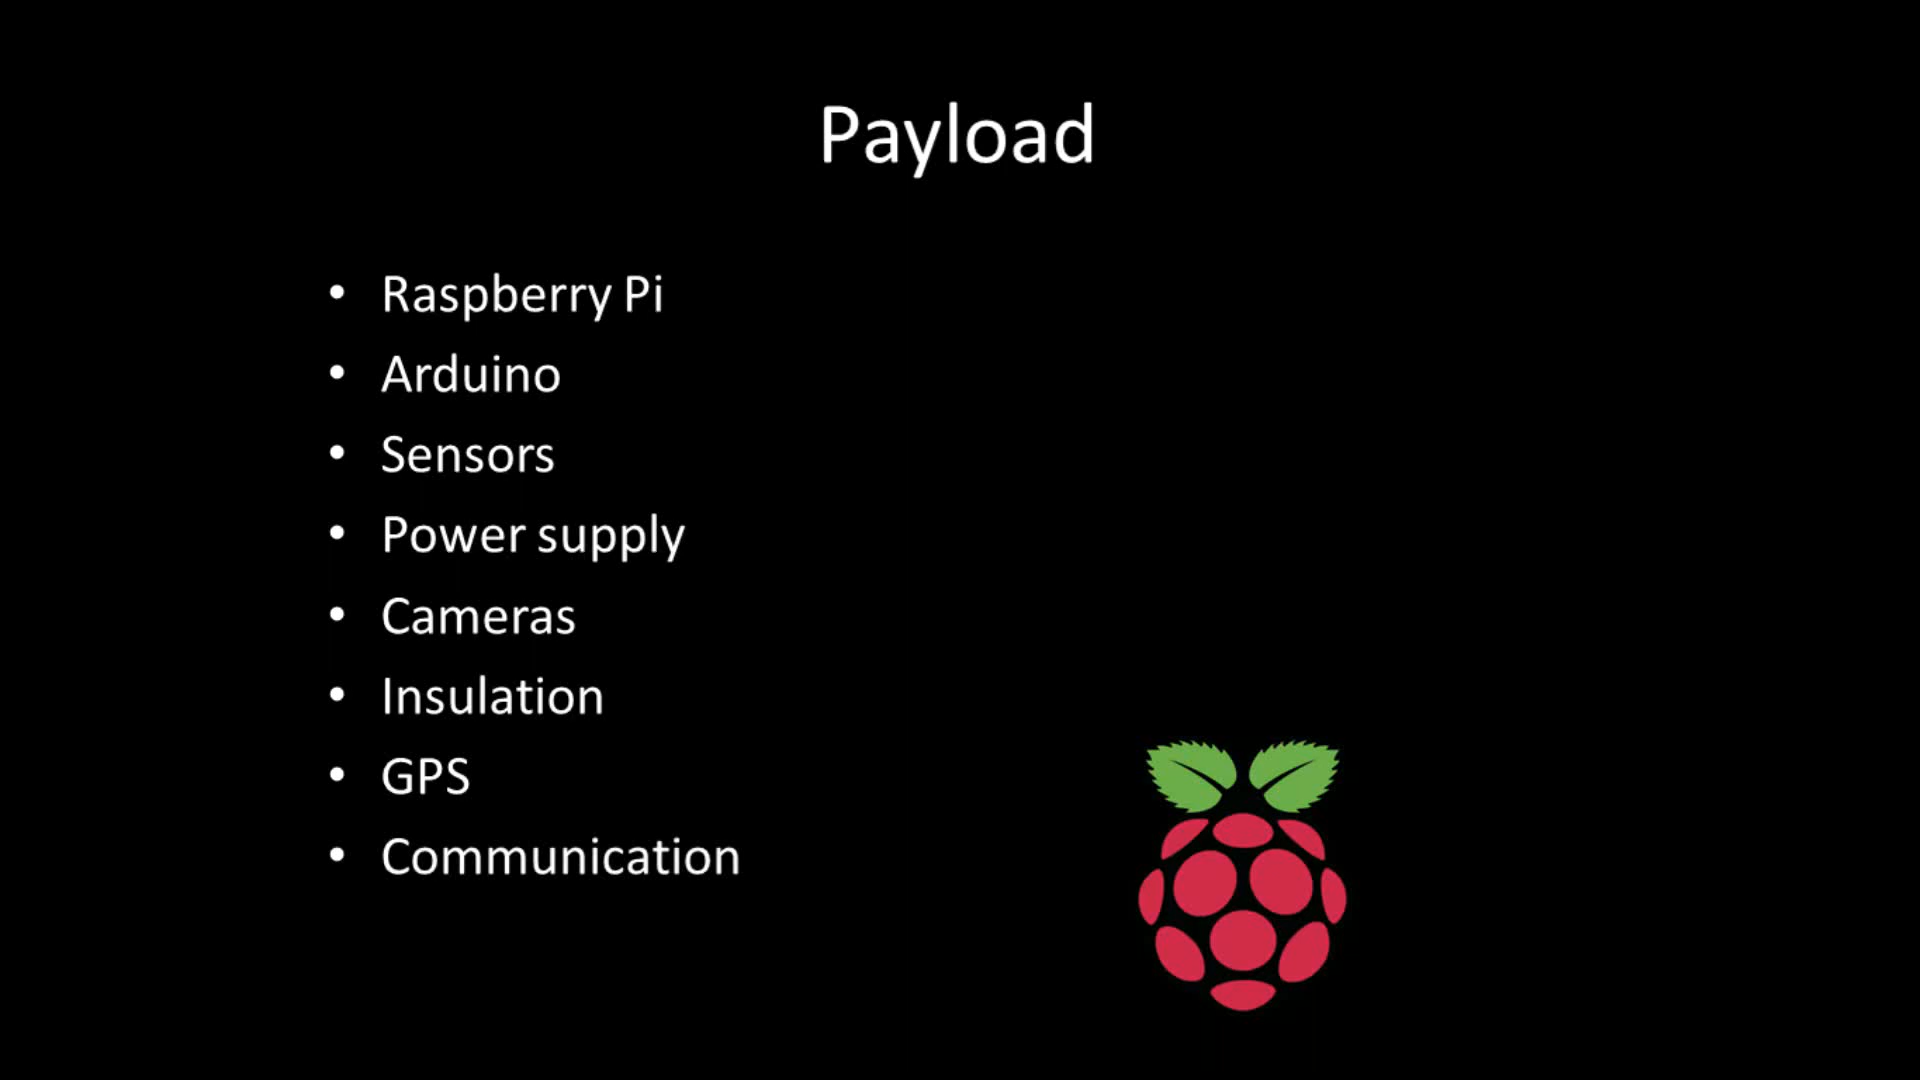 Payload
• Raspberry Pi
• Arduino
• Sensors
• Power supply
• Cameras
• Insulation
• GPS
• Communication